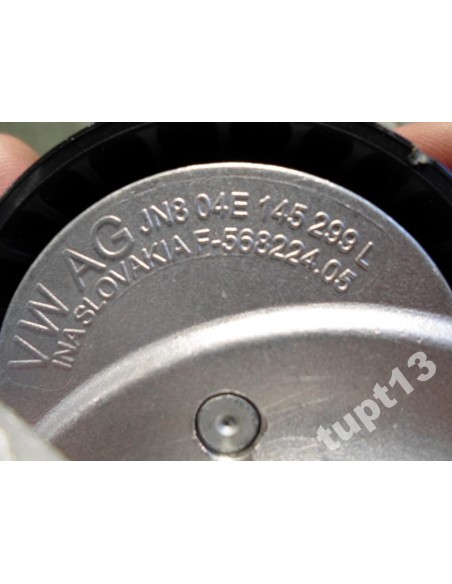 VW AG JN8 04E 145 299 L
INA SLOVAKIA F-568224.05
tupt13